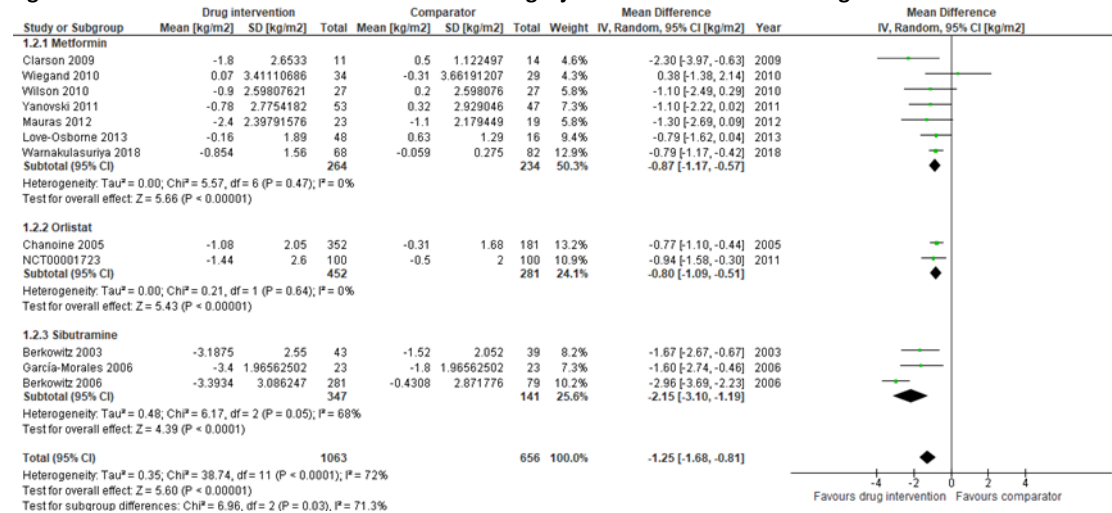 Drug intervention Comparator Mean Difference Mean Difference
Study or Subgroup Mean [kg/m2] SD [kg/m2] Total Mean [kg/m2] SD [kg/m2] Total Weight IV, Random, 95% CI [kg/m2] Year IV, Random, 95% CI [kg/m2]
1.2.1 Metformin
Clarson 2009 -1.8 2.6533 11 0.5 1.122497 14 4.6% -2.30 [-3.97, -0.63] 2009
Wiegand 2010 0.07 3.41110686 34 -0.31 3.66191207 29 4.3% 0.38 [-1.38, 2.14] 2010
Wilson 2010 -0.9 2.59807621 27 0.2 2.598076 27 5.9% -1.10 [-2.49, 0.29] 2010
Yanovski 2011 -0.78 2.7754182 53 0.32 2.929046 47 7.4% -1.10 [-2.22, 0.02] 2011
Mauras 2012 -2.4 2.39791576 23 -1.1 2.179449 19 5.8% -1.30 [-2.69, 0.09] 2012
Love-Osborne 2013 -0.16 1.89 48 0.63 1.29 16 9.4% -0.79 [-1.62, 0.04] 2013
Warnakulasuriya 2018 -0.854 1.56 68 -0.059 0.275 82 12.9% -0.79 [-1.17, -0.42] 2018
Subtotal (95% CI) 264 234 50.3% -0.87 [-1.17, -0.57]
Heterogeneity: Tau² = 0.00; Chi² = 5.57, df = 6 (P = 0.47); I² = 0%
Test for overall effect: Z = 5.66 (P < 0.00001)
1.2.2 Orlistat
Chanoine 2005 -1.08 2.05 352 -0.31 1.68 181 13.2% -0.77 [-1.10, -0.44] 2005
NCT00001723 -1.44 2.6 100 -0.5 2 100 10.9% -0.94 [-1.58, -0.30] 2011
Subtotal (95% CI) 452 281 24.1% -0.80 [-1.09, -0.51]
Heterogeneity: Tau² = 0.00; Chi² = 0.21, df = 1 (P = 0.64); I² = 0%
Test for overall effect: Z = 5.43 (P < 0.00001)
1.2.3 Sibutramine
Berkowitz 2003 -3.1875 2.55 43 -1.52 2.052 39 8.2% -1.67 [-2.67, -0.67] 2003
García-Morales 2006 -3.4 1.96562502 23 -1.8 1.96562502 23 7.3% -1.60 [-2.74, -0.46] 2006
Berkowitz 2006 -3.3934 3.086247 281 -0.4308 2.871776 79 10.2% -2.96 [-3.69, -2.23] 2006
Subtotal (95% CI) 347 141 25.6% -2.15 [-3.10, -1.19]
Heterogeneity: Tau² = 0.48; Chi² = 6.17, df = 2 (P = 0.05); I² = 68%
Test for overall effect: Z = 4.39 (P < 0.0001)
Total (95% CI) 1063 656 100.0% -1.25 [-1.68, -0.81]
Heterogeneity: Tau² = 0.35; Chi² = 38.74, df = 11 (P < 0.0001); I² = 72%
Test for overall effect: Z = 5.60 (P < 0.00001)
Test for subgroup differences: Chi² = 6.96, df = 2 (P = 0.03), I² = 71.3%
-4 -2 0 2 4
Favours drug intervention Favours comparator